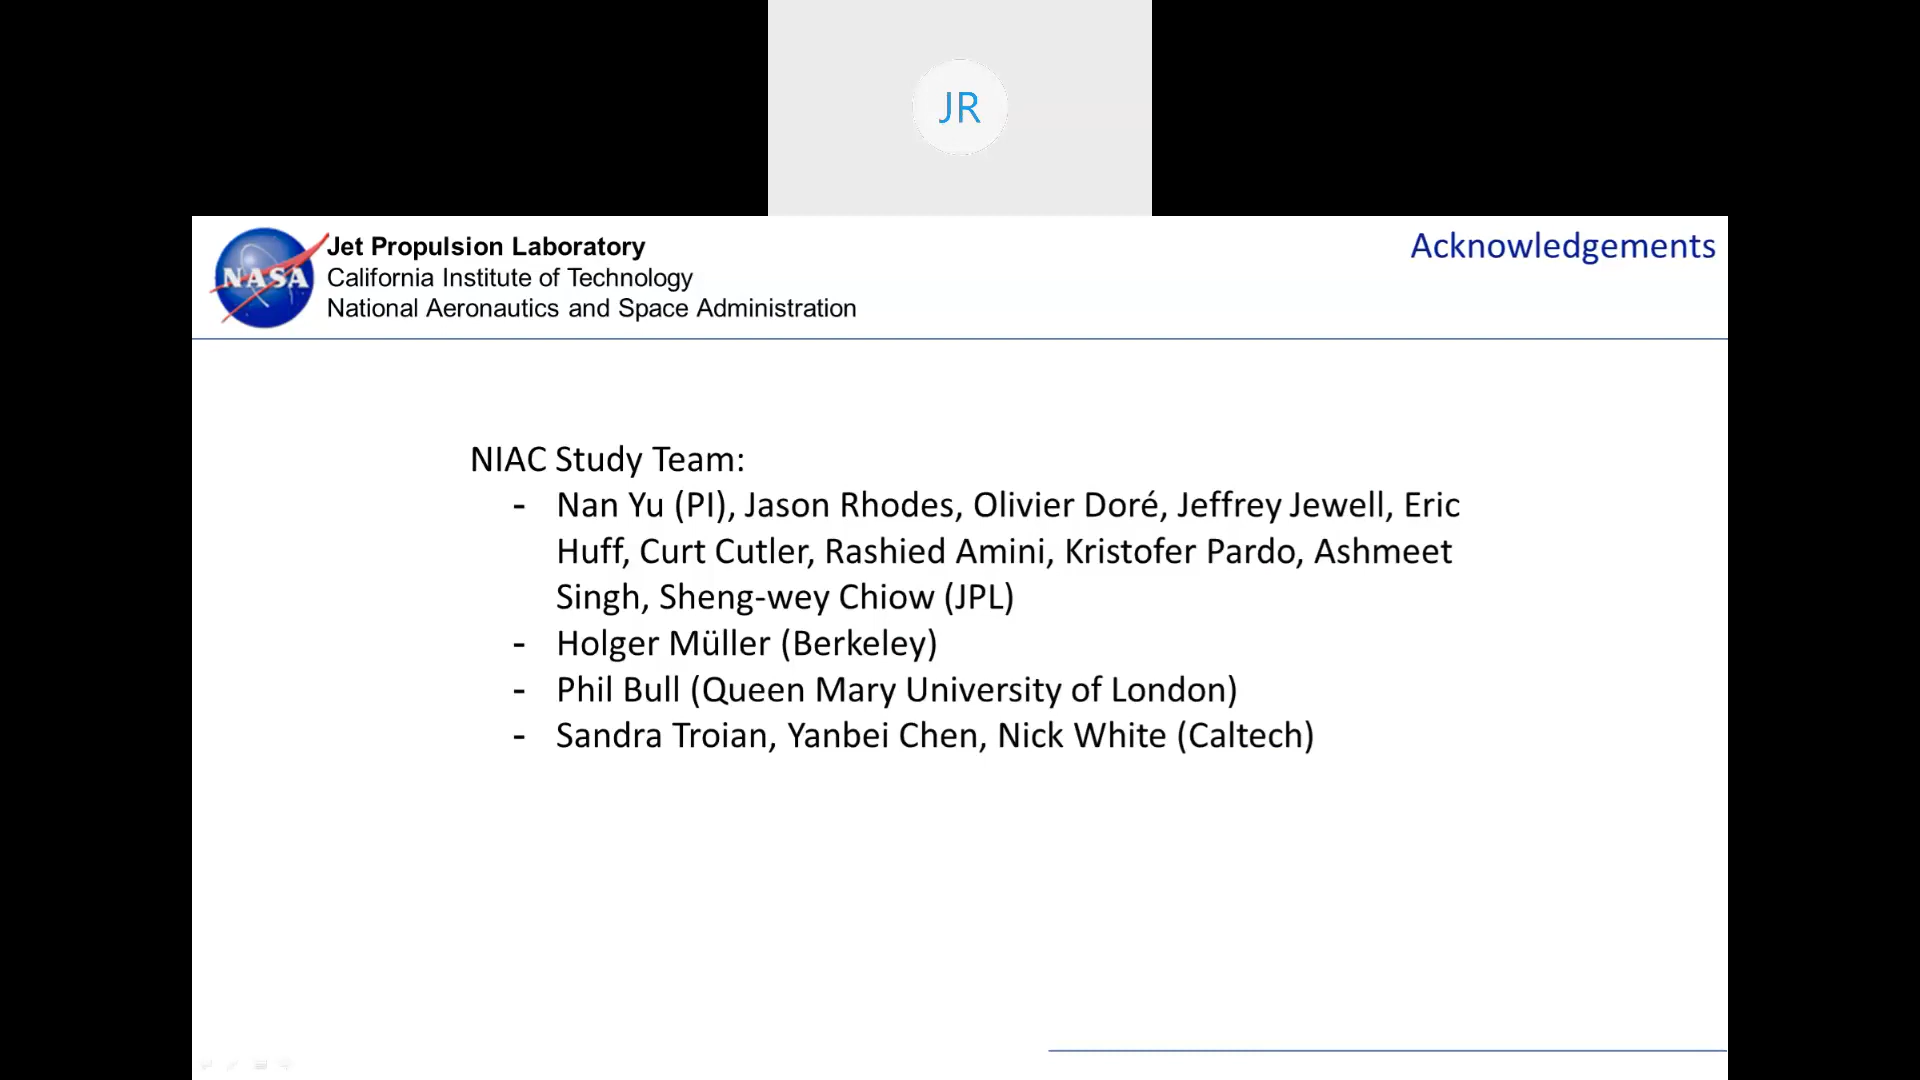 JR
NASA
Jet Propulsion Laboratory
California Institute of Technology
National Aeronautics and Space Administration
Acknowledgements
NIAC Study Team:
- Nan Yu (PI), Jason Rhodes, Olivier Doré, Jeffrey Jewell, Eric
Huff, Curt Cutler, Rashied Amini, Kristofer Pardo, Ashmeet
Singh, Sheng-wey Chiow (JPL)
- Holger Müller (Berkeley)
- Phil Bull (Queen Mary University of London)
- Sandra Troian, Yanbei Chen, Nick White (Caltech)